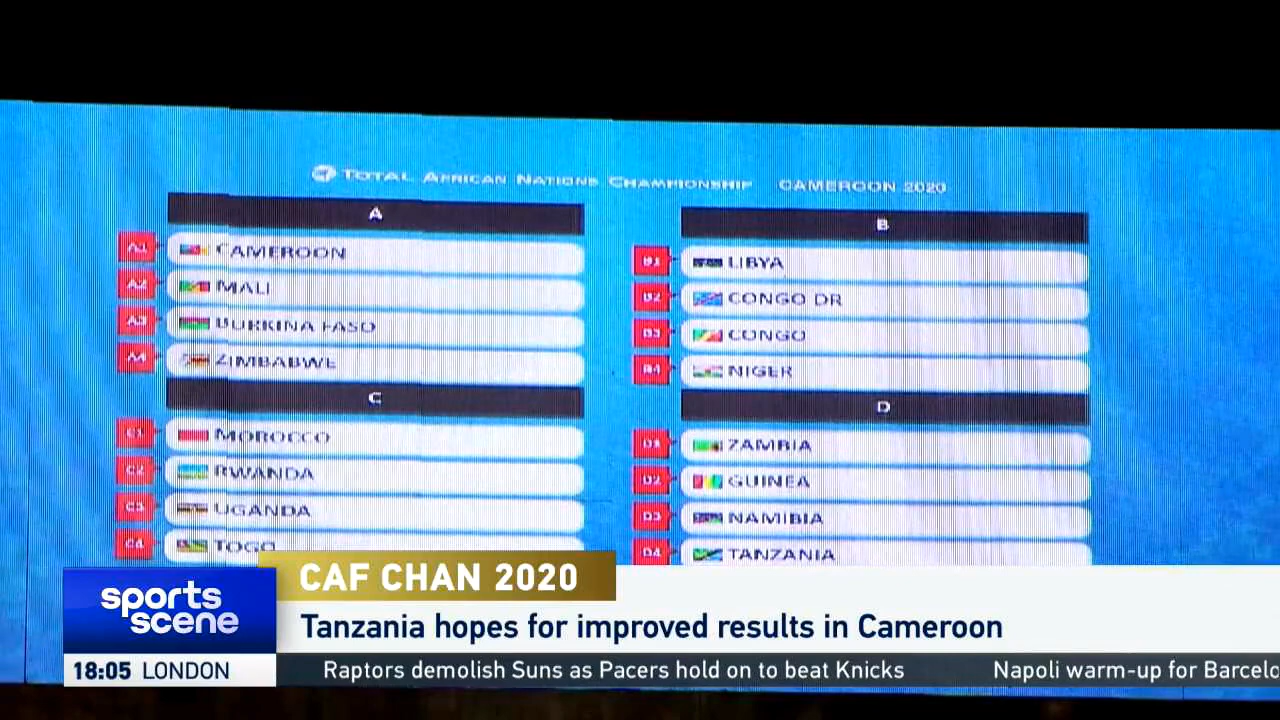 TOTAL AFRICAN NATIONS CHAMPIONSHIP CAMEROON 2020
A
A1 CAMEROON
A2 MALI
A3 BURKINA FASO
A4 ZIMBABWE
B
B1 LIBYA
B2 CONGO DR
B3 CONGO
B4 NIGER
C
C1 MOROCCO
C2 RWANDA
C3 UGANDA
C4 TOGO
D
D1 ZAMBIA
D2 GUINEA
D3 NAMIBIA
D4 TANZANIA
CAF CHAN 2020
sports
scene
Tanzania hopes for improved results in Cameroon
18:05 LONDON
Raptors demolish Suns as Pacers hold on to beat Knicks Napoli warm-up for Barcelo